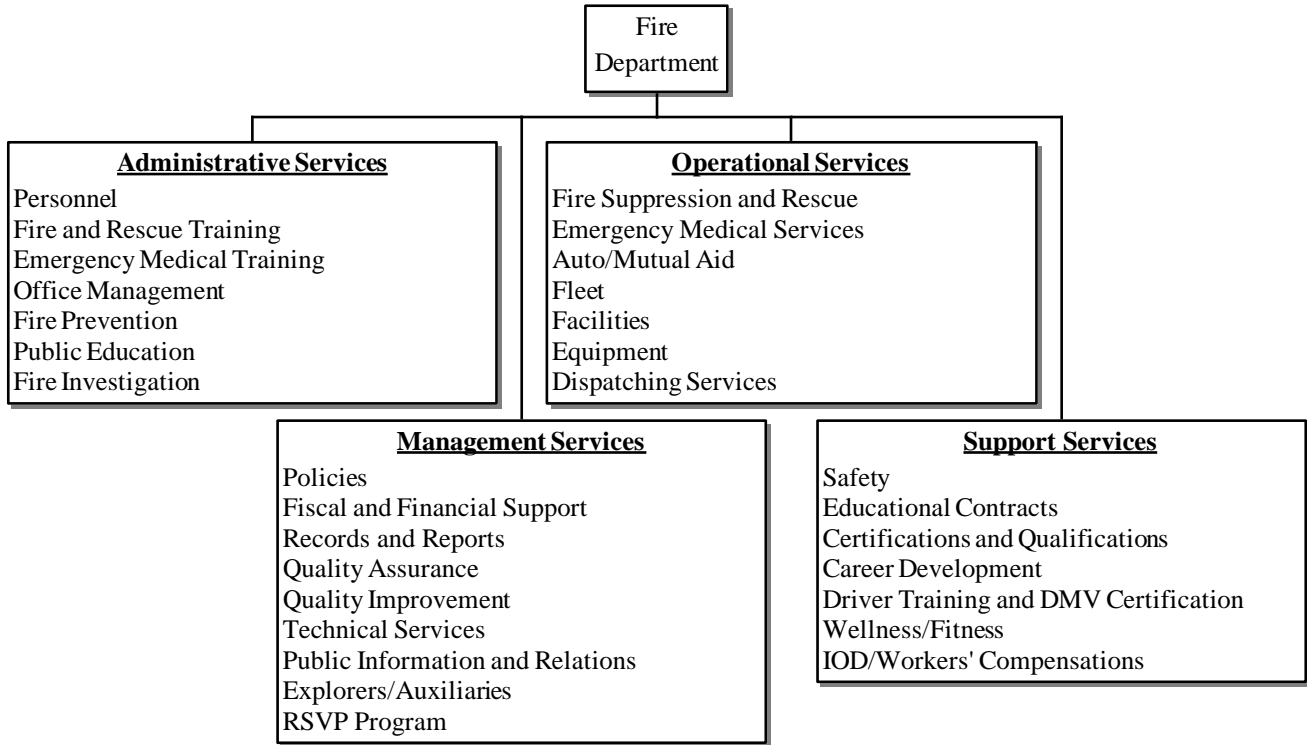 Fire
Department
Administrative Services
Personnel
Fire and Rescue Training
Emergency Medical Training
Office Management
Fire Prevention
Public Education
Fire Investigation
Operational Services
Fire Suppression and Rescue
Emergency Medical Services
Auto/Mutual Aid
Fleet
Facilities
Equipment
Dispatching Services
Management Services
Policies
Fiscal and Financial Support
Records and Reports
Quality Assurance
Quality Improvement
Technical Services
Public Information and Relations
Explorers/Auxiliaries
RSVP Program
Support Services
Safety
Educational Contracts
Certifications and Qualifications
Career Development
Driver Training and DMV Certification
Wellness/Fitness
IOD/Workers' Compensations